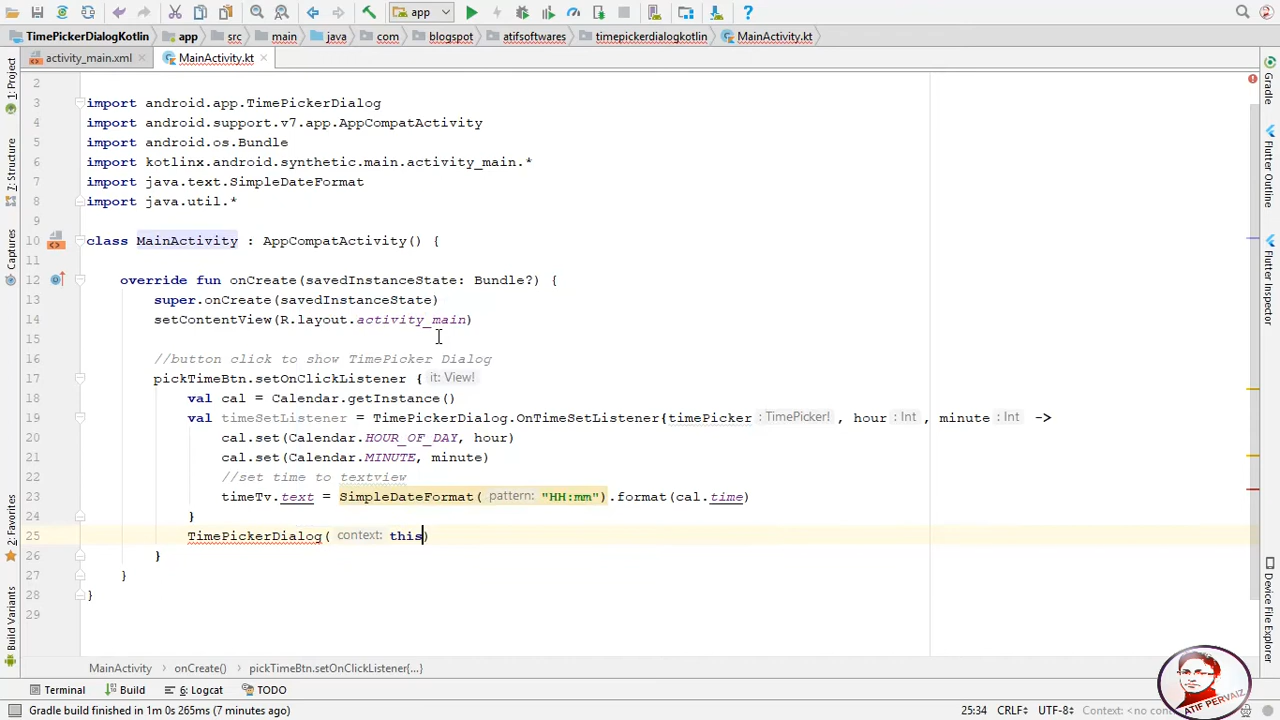 app
TimePickerDialogKotlin
app
src
main
java
com
blogspot
atifsoftwares
timepickerdialogkotlin
MainActivity.kt
activity_main.xml
MainActivity.kt
2
3 import android.app.TimePickerDialog
4 import android.support.v7.app.AppCompatActivity
5 import android.os.Bundle
6 import kotlinx.android.synthetic.main.activity_main.*
7 import java.text.SimpleDateFormat
8 import java.util.*
9
10 class MainActivity : AppCompatActivity() {
11
12 override fun onCreate(savedInstanceState: Bundle?) {
13 super.onCreate(savedInstanceState)
14 setContentView(R.layout.activity_main)
15
16 //button click to show TimePicker Dialog
17 pickTimeBtn.setOnClickListener { it: View!
18 val cal = Calendar.getInstance()
19 val timeSetListener = TimePickerDialog.OnTimeSetListener{timePicker : TimePicker! , hour : Int , minute : Int ->
20 cal.set(Calendar.HOUR_OF_DAY, hour)
21 cal.set(Calendar.MINUTE, minute)
22 //set time to textview
23 timeTv.text = SimpleDateFormat( pattern: "HH:mm").format(cal.time)
24 }
25 TimePickerDialog( context: this)
26 }
27 }
28 }
29
1: Project
7: Structure
Captures
2: Favorites
Build Variants
Gradle
Flutter Outline
Flutter Inspector
Device File Explorer
MainActivity
onCreate()
pickTimeBtn.setOnClickListener{...}
Terminal
Build
6: Logcat
TODO
Gradle build finished in 1m 0s 265ms (7 minutes ago)
25:34
CRLF
UTF-8
Context: <no con
ATIF PERVAIZ